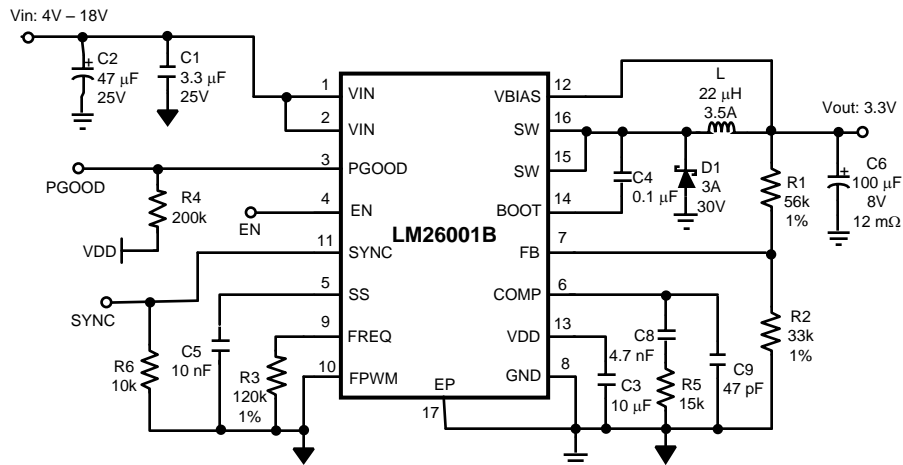 Vin: 4V – 18V
C2
47 µF
25V
C1
3.3 µF
25V
1
VIN
2
VIN
3
PGOOD
PGOOD
R4
200k
VDD
4
EN
EN
11
SYNC
SYNC
5
SS
9
FREQ
10
FPWM
R6
10k
C5
10 nF
R3
120k
1%
LM26001B
EP
17
12
VBIAS
16
SW
15
SW
14
BOOT
7
FB
6
COMP
13
VDD
8
GND
L
22 µH
3.5A
Vout: 3.3V
C4
0.1 µF
D1
3A
30V
R1
56k
1%
C6
100 µF
8V
12 mΩ
R2
33k
1%
C8
4.7 nF
C3
10 µF
R5
15k
C9
47 pF